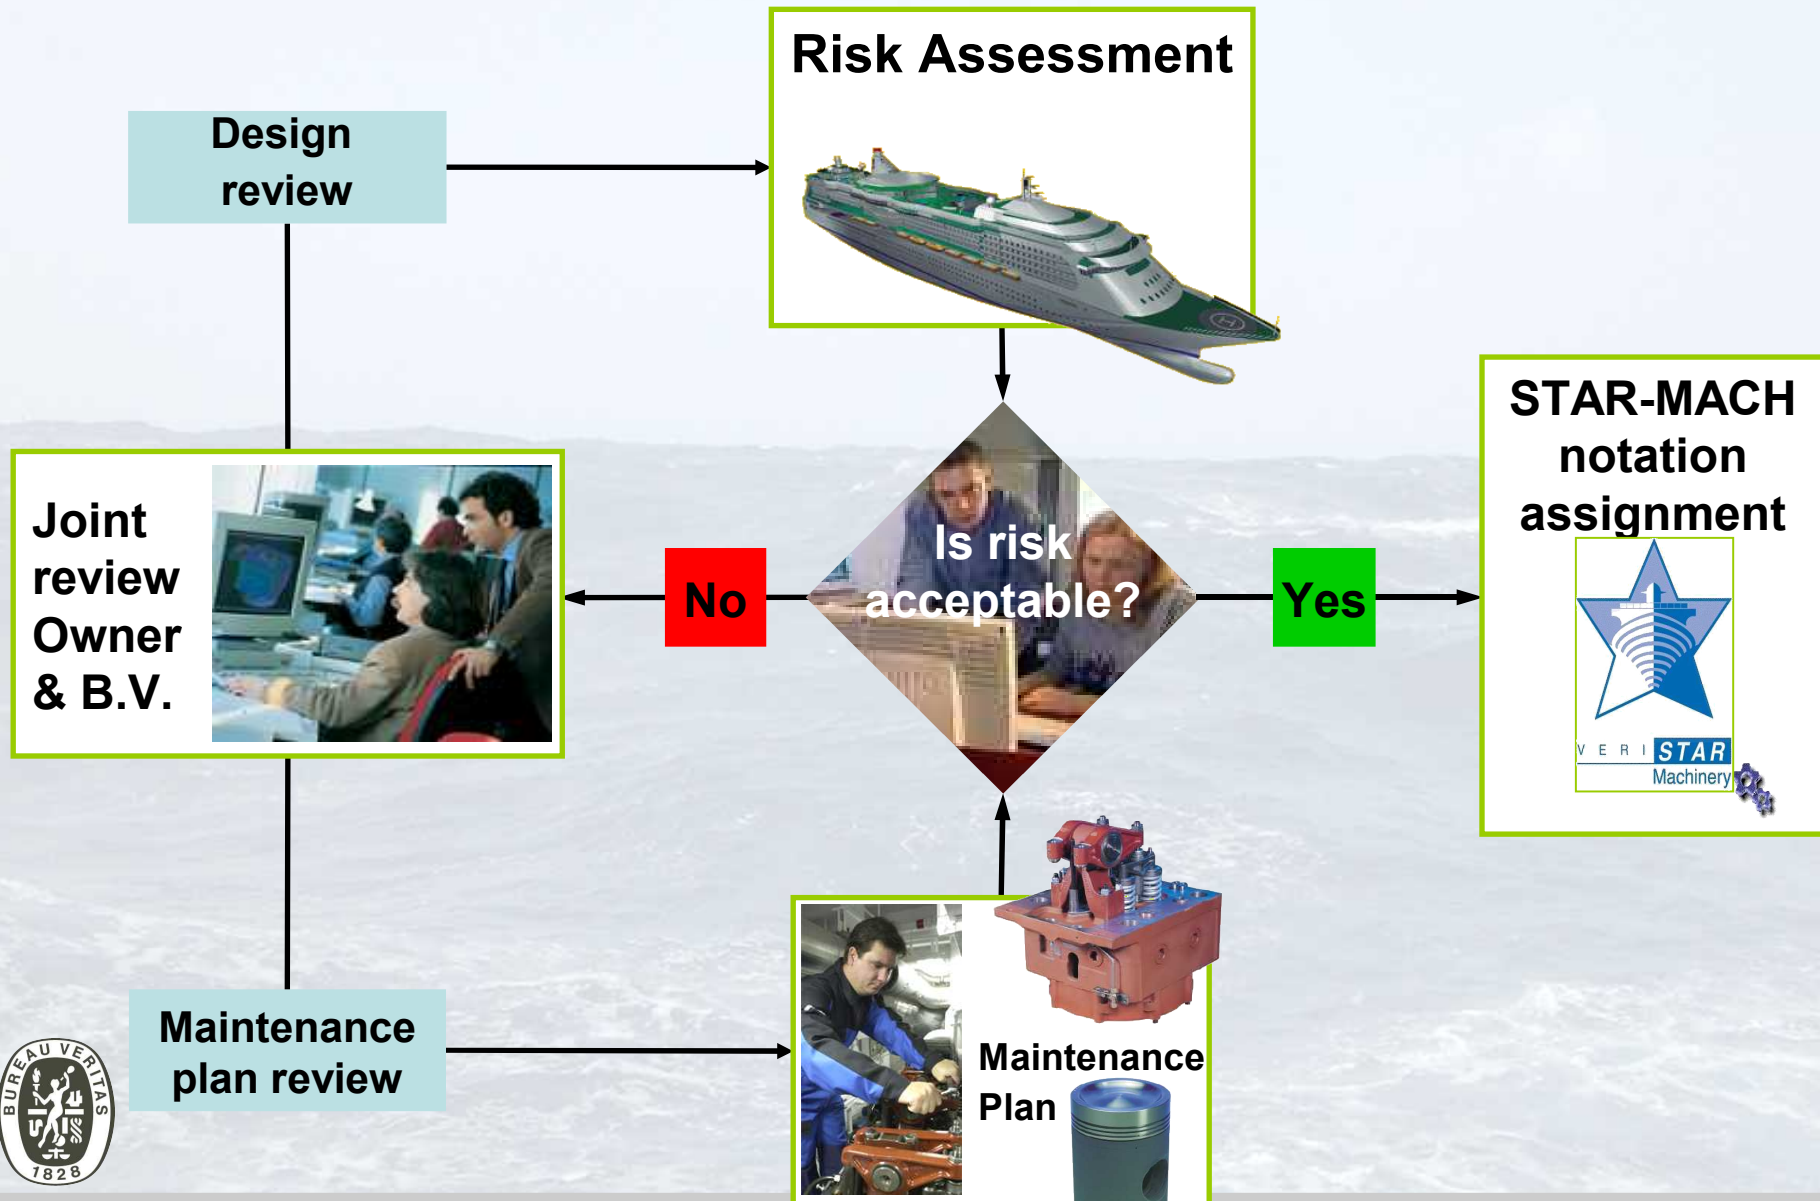 Risk Assessment
Design
review
STAR-MACH
notation
assignment
Joint
review
Owner
& B.V.
No
Is risk
acceptable?
Yes
VERISTAR
Machinery
Maintenance
plan review
Maintenance
Plan
BUREAU VERITAS
1828
H